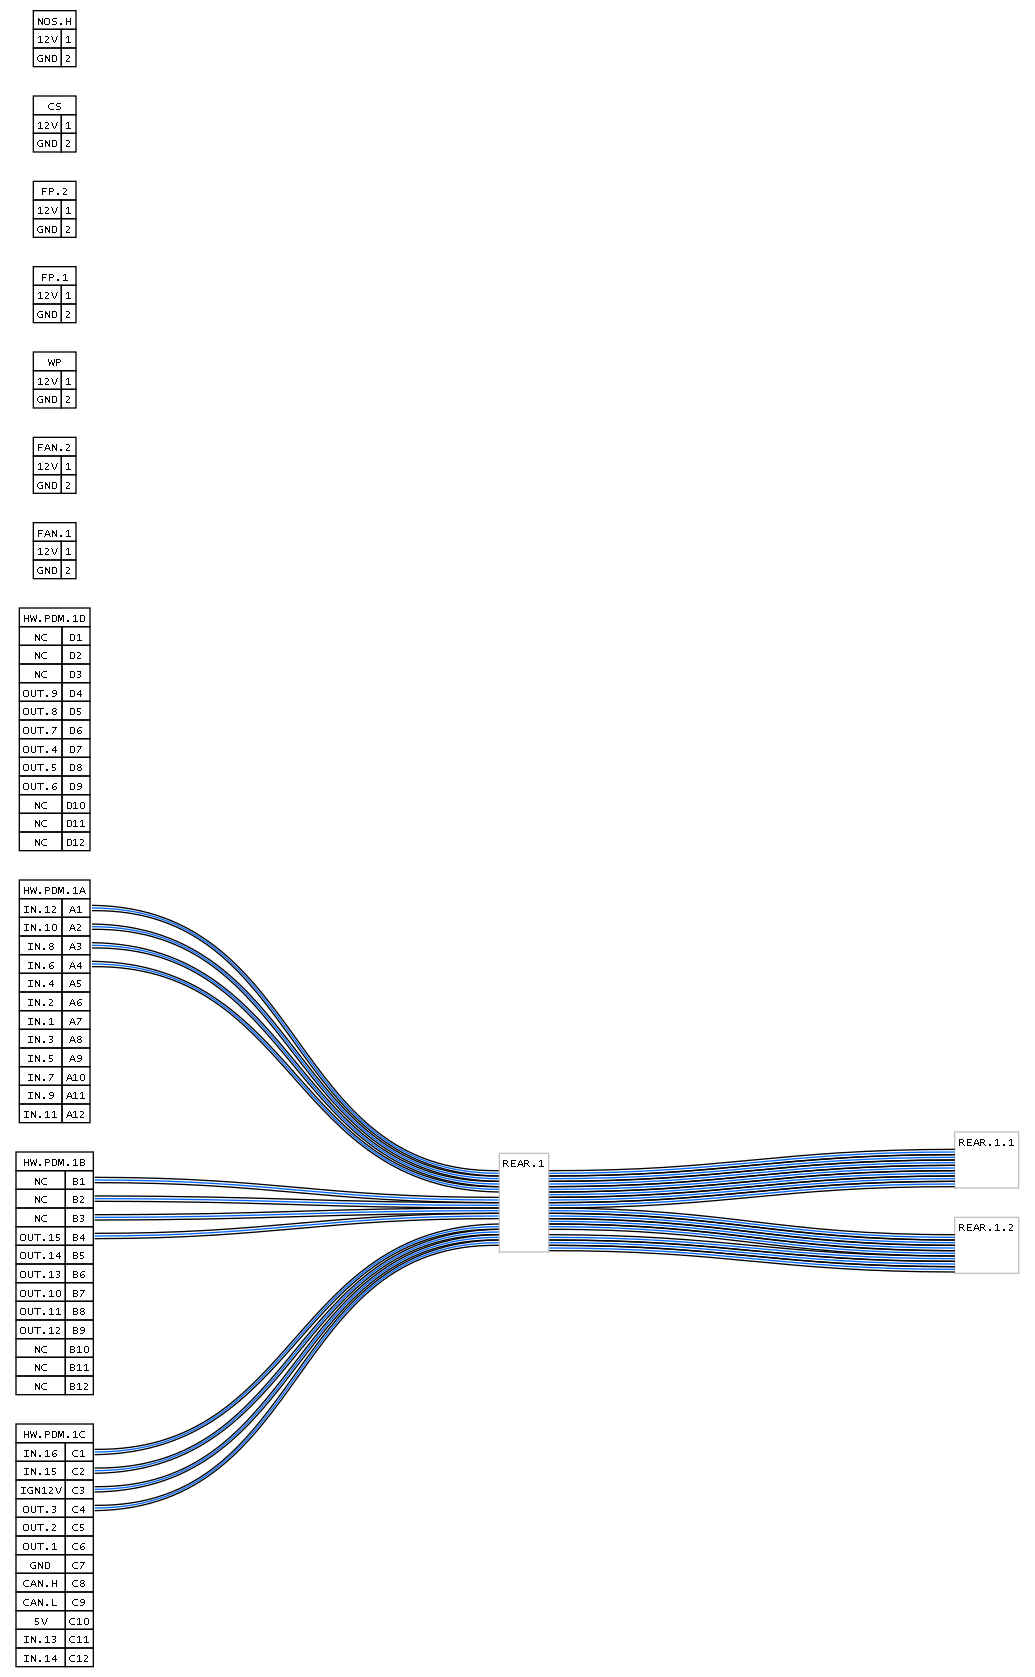 NOS.H
12V 1
GND 2
CS
12V 1
GND 2
FP.2
12V 1
GND 2
FP.1
12V 1
GND 2
WP
12V 1
GND 2
FAN.2
12V 1
GND 2
FAN.1
12V 1
GND 2
HW.PDM.1D
NC D1
NC D2
NC D3
OUT.9 D4
OUT.8 D5
OUT.7 D6
OUT.4 D7
OUT.5 D8
OUT.6 D9
NC D10
NC D11
NC D12
HW.PDM.1A
IN.12 A1
IN.10 A2
IN.8 A3
IN.6 A4
IN.4 A5
IN.2 A6
IN.1 A7
IN.3 A8
IN.5 A9
IN.7 A10
IN.9 A11
IN.11 A12
HW.PDM.1B
NC B1
NC B2
NC B3
OUT.15 B4
OUT.14 B5
OUT.13 B6
OUT.10 B7
OUT.11 B8
OUT.12 B9
NC B10
NC B11
NC B12
HW.PDM.1C
IN.16 C1
IN.15 C2
IGN12V C3
OUT.3 C4
OUT.2 C5
OUT.1 C6
GND C7
CAN.H C8
CAN.L C9
5V C10
IN.13 C11
IN.14 C12
REAR.1
REAR.1.1
REAR.1.2